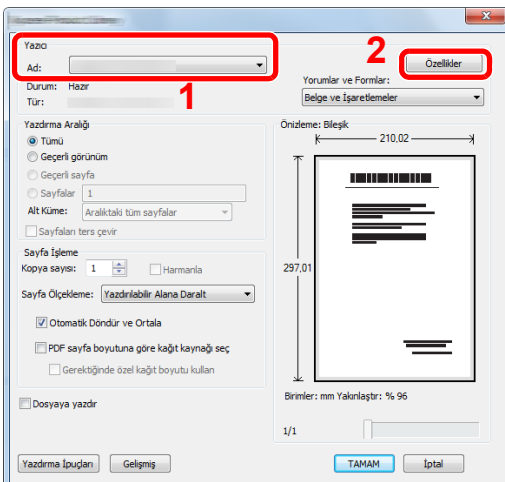 Yazıcı
1
2
Ad:
Özellikler
Durum: Hazır
Tür:
Yorumlar ve Formlar:
Belge ve İşaretlemeler
Yazdırma Aralığı
Tümü
Geçerli görünüm
Geçerli sayfa
Sayfalar 1
Alt Küme: Aralıktaki tüm sayfalar
Sayfaları ters çevir
Sayfa İşleme
Kopya sayısı: 1 Harmanla
Sayfa Ölçekleme: Yazdırılabilir Alana Daralt
Otomatik Döndür ve Ortala
PDF sayfa boyutuna göre kağıt kaynağı seç
Gerektiğinde özel kağıt boyutu kullan
Dosyaya yazdır
Önizleme: Bileşik
210,02
297,01
Birimler: mm Yakınlaştır: % 96
1/1
Yazdırma İpuçları Gelişmiş TAMAM İptal